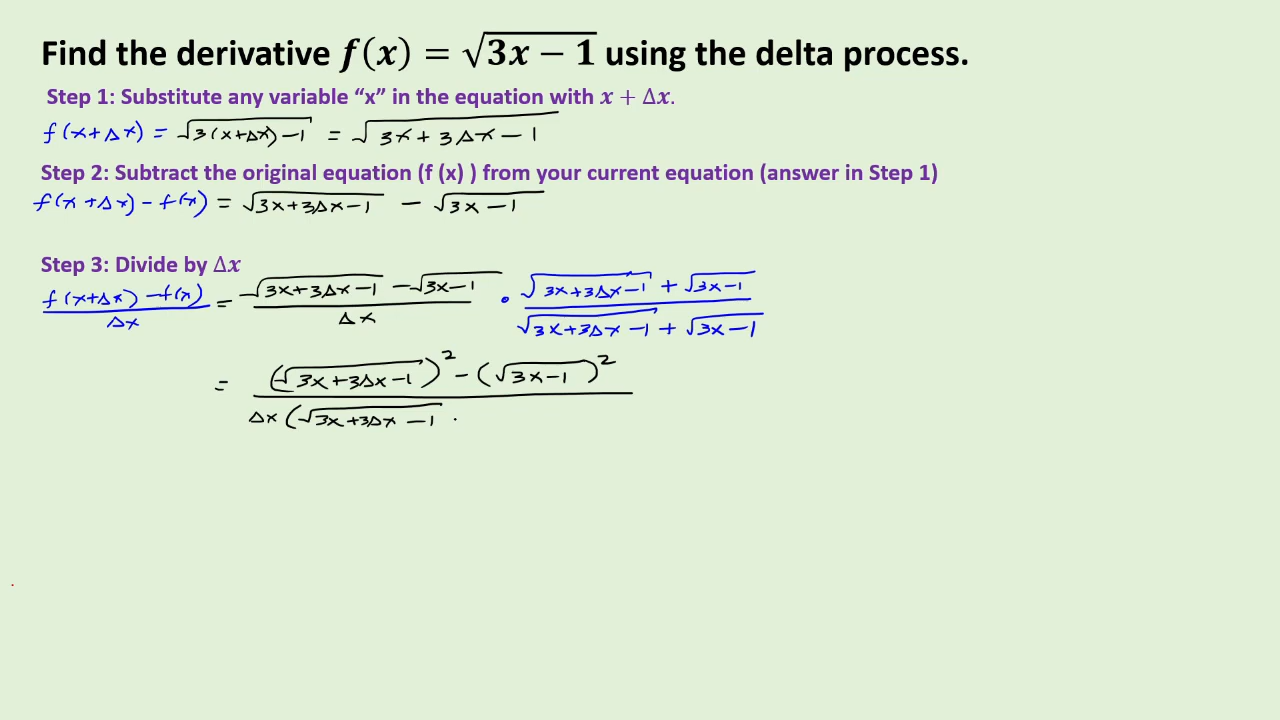 Find the derivative f(x) = √(3x − 1) using the delta process.
Step 1: Substitute any variable “x” in the equation with x + Δx.
f(x+Δx) = √(3(x+Δx)−1) = √(3x + 3Δx − 1)
Step 2: Subtract the original equation (f (x) ) from your current equation (answer in Step 1)
f(x+Δx) − f(x) = √(3x+3Δx−1) − √(3x−1)
Step 3: Divide by Δx
(f(x+Δx) − f(x))/Δx = (√(3x+3Δx−1) − √(3x−1))/Δx · (√(3x+3Δx−1) + √(3x−1))/(√(3x+3Δx−1) + √(3x−1))
= ((√(3x+3Δx−1))² − (√(3x−1))²)/(Δx (√(3x+3Δx−1)